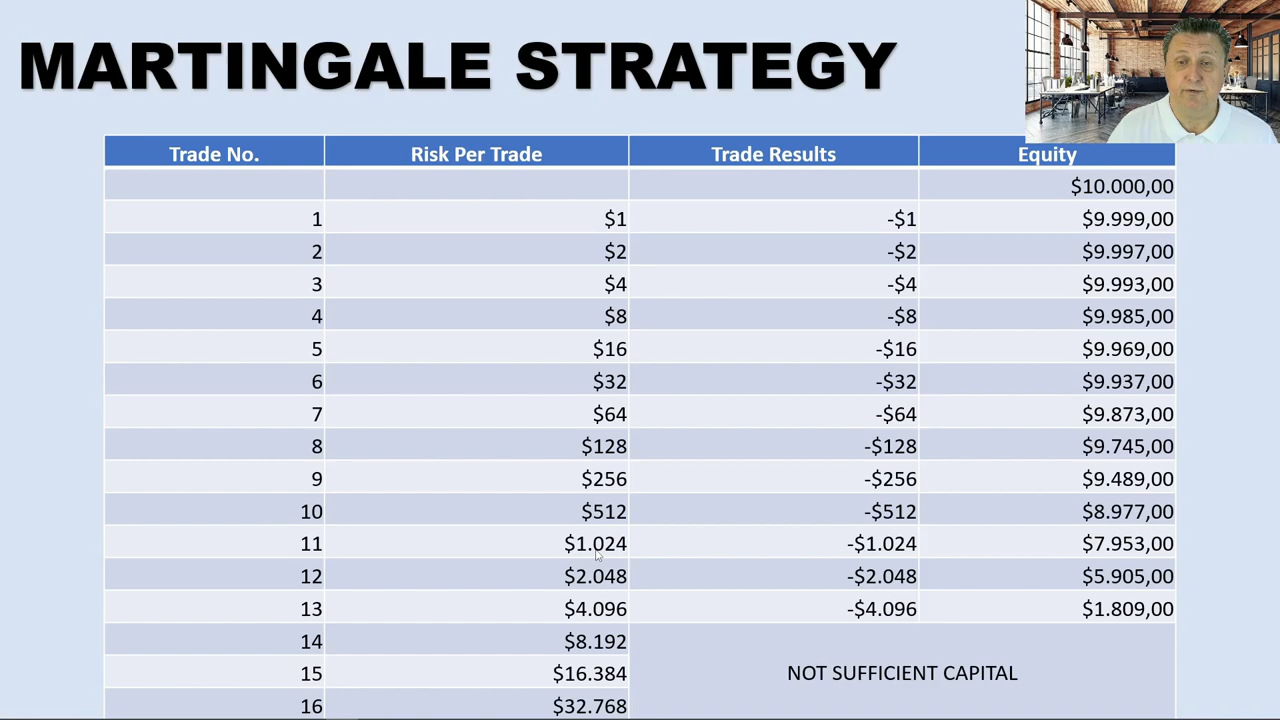 MARTINGALE STRATEGY
Trade No. Risk Per Trade Trade Results Equity
$10.000,00
1 $1 -$1 $9.999,00
2 $2 -$2 $9.997,00
3 $4 -$4 $9.993,00
4 $8 -$8 $9.985,00
5 $16 -$16 $9.969,00
6 $32 -$32 $9.937,00
7 $64 -$64 $9.873,00
8 $128 -$128 $9.745,00
9 $256 -$256 $9.489,00
10 $512 -$512 $8.977,00
11 $1.024 -$1.024 $7.953,00
12 $2.048 -$2.048 $5.905,00
13 $4.096 -$4.096 $1.809,00
14 $8.192
15 $16.384 NOT SUFFICIENT CAPITAL
16 $32.768